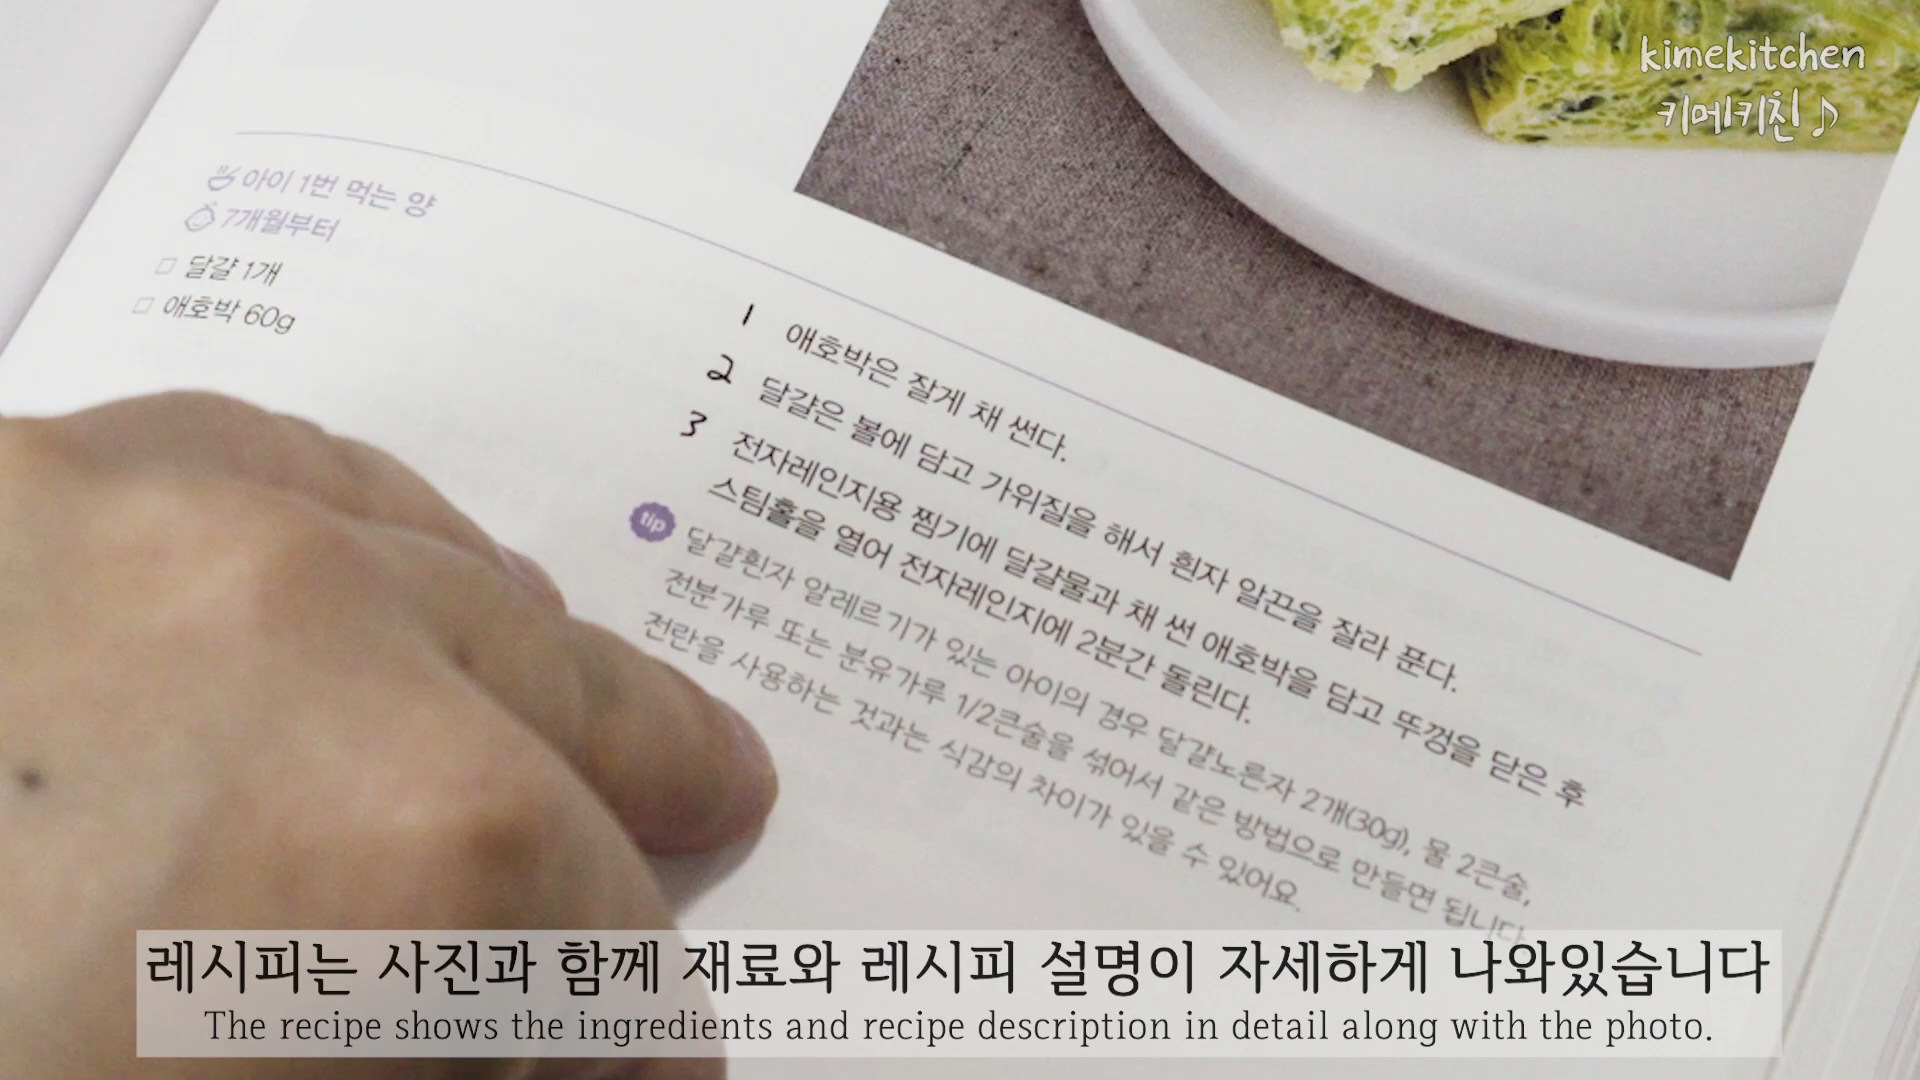 kimekitchen
키메키친♪
아이 1번 먹는 양
7개월부터
□ 달걀 1개
□ 애호박 60g
1 애호박은 잘게 채 썬다.
2 달걀은 볼에 담고 가위질을 해서 흰자 알끈을 잘라 푼다.
3 전자레인지용 찜기에 달걀물과 채 썬 애호박을 담고 뚜껑을 닫은 후
스팀홀을 열어 전자레인지에 2분간 돌린다.
tip 달걀흰자 알레르기가 있는 아이의 경우 달걀노른자 2개(30g), 물 2큰술,
전분가루 또는 분유가루 1/2큰술을 섞어서 같은 방법으로 만들면 됩니다.
전란을 사용하는 것과는 식감의 차이가 있을 수 있어요.
레시피는 사진과 함께 재료와 레시피 설명이 자세하게 나와있습니다
The recipe shows the ingredients and recipe description in detail along with the photo.